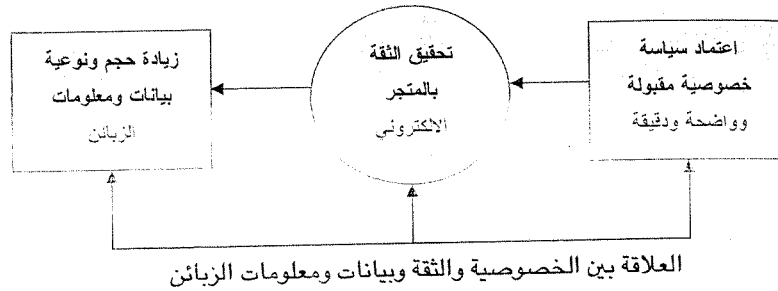 اعتماد سياسة
خصوصية مقبولة
وواضحة ودقيقة
تحقيق الثقة
بالمتجر
الالكتروني
زيادة حجم ونوعية
بيانات ومعلومات
الزبائن
العلاقة بين الخصوصية والثقة وبيانات ومعلومات الزبائن